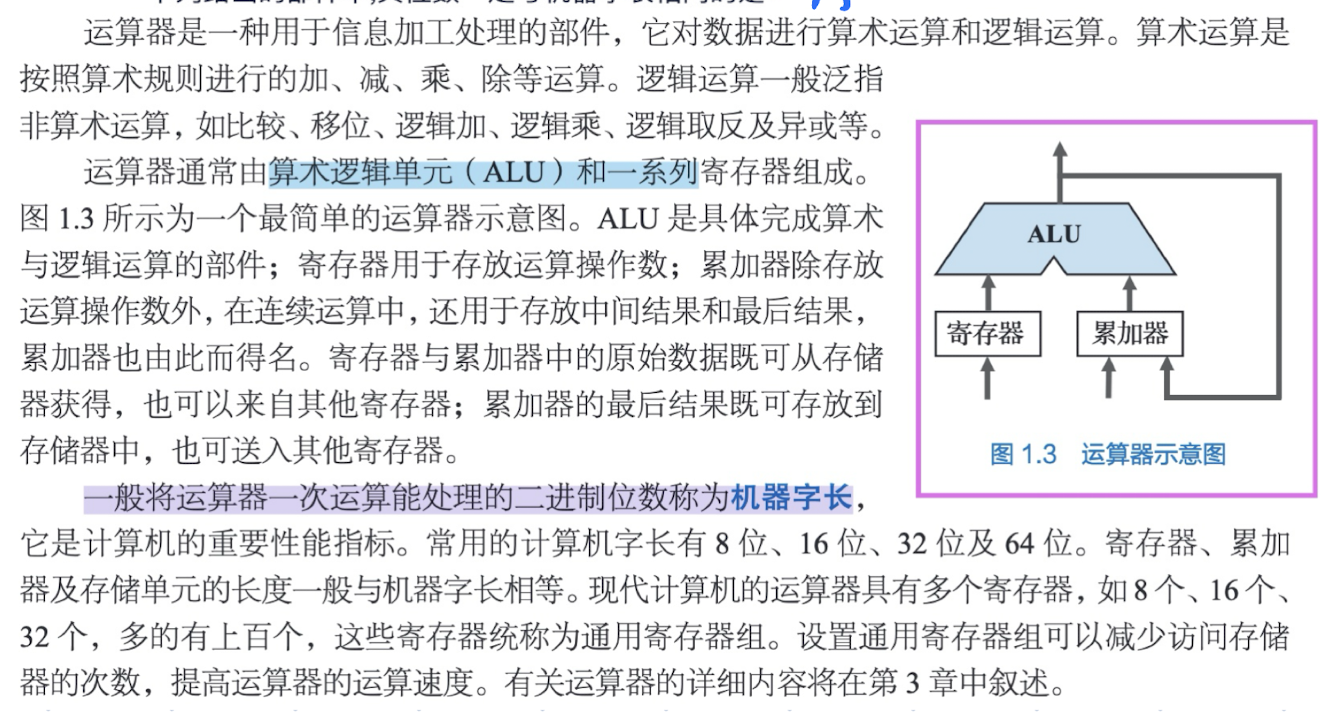 运算器是一种用于信息加工处理的部件，它对数据进行算术运算和逻辑运算。算术运算是
按照算术规则进行的加、减、乘、除等运算。逻辑运算一般泛指
非算术运算，如比较、移位、逻辑加、逻辑乘、逻辑取反及异或等。
运算器通常由算术逻辑单元（ALU）和一系列寄存器组成。
图 1.3 所示为一个最简单的运算器示意图。ALU 是具体完成算术
与逻辑运算的部件；寄存器用于存放运算操作数；累加器除存放
运算操作数外，在连续运算中，还用于存放中间结果和最后结果，
累加器也由此而得名。寄存器与累加器中的原始数据既可从存储
器获得，也可以来自其他寄存器；累加器的最后结果既可存放到
存储器中，也可送入其他寄存器。
ALU
寄存器
累加器
图 1.3 运算器示意图
一般将运算器一次运算能处理的二进制位数称为机器字长，
它是计算机的重要性能指标。常用的计算机字长有 8 位、16 位、32 位及 64 位。寄存器、累加
器及存储单元的长度一般与机器字长相等。现代计算机的运算器具有多个寄存器，如 8 个、16 个、
32 个，多的有上百个，这些寄存器统称为通用寄存器组。设置通用寄存器组可以减少访问存储
器的次数，提高运算器的运算速度。有关运算器的详细内容将在第 3 章中叙述。